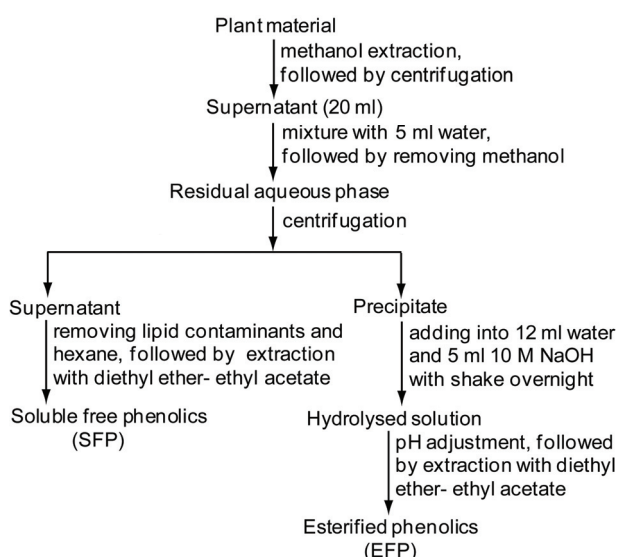 Plant material
methanol extraction,
followed by centrifugation
Supernatant (20 ml)
mixture with 5 ml water,
followed by removing methanol
Residual aqueous phase
centrifugation
Supernatant
removing lipid contaminants and
hexane, followed by extraction
with diethyl ether- ethyl acetate
Soluble free phenolics
(SFP)
Precipitate
adding into 12 ml water
and 5 ml 10 M NaOH
with shake overnight
Hydrolysed solution
pH adjustment, followed
by extraction with diethyl
ether- ethyl acetate
Esterified phenolics
(EFP)